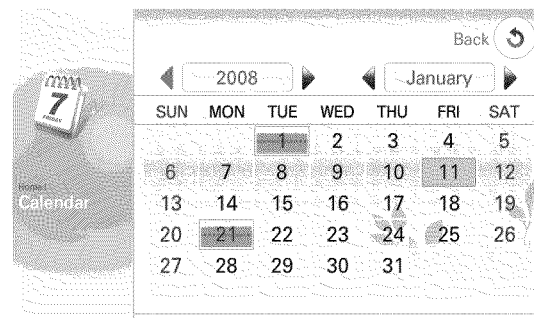 Back
2008 January
7
FRIDAY
SUN MON TUE WED THU FRI SAT
1 2 3 4 5
6 7 8 9 10 11 12
Home /
Calendar
13 14 15 16 17 18 19
20 21 22 23 24 25 26
27 28 29 30 31